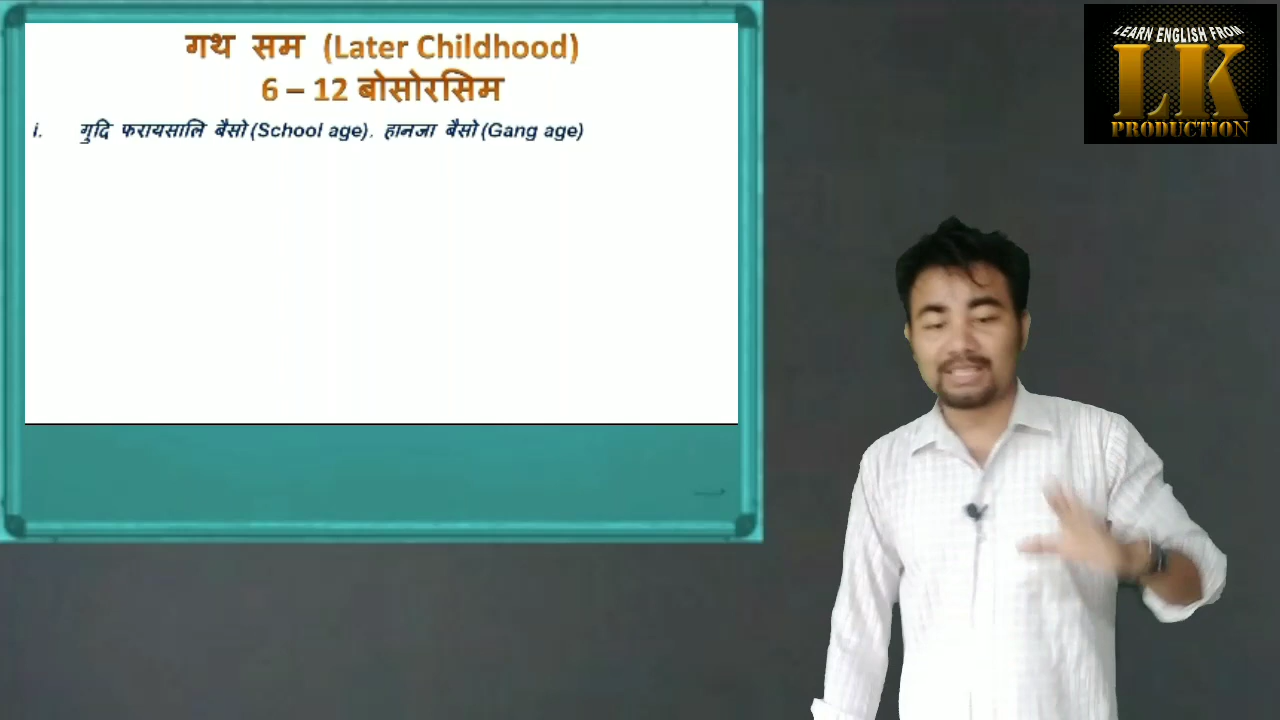 गथ सम (Later Childhood)
6 – 12 बोसोरसिम
i. गुदि फरायसालि बैसो (School age). हानजा बैसो (Gang age)
LEARN ENGLISH FROM
LK
PRODUCTION